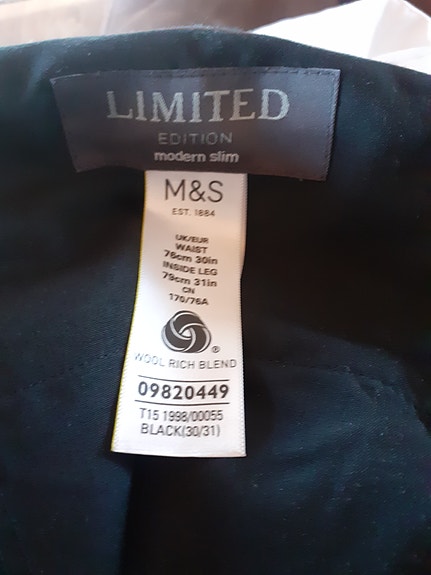 LIMITED
EDITION
modern slim
M&S
EST. 1884
UK/EUR
WAIST
76cm 30in
INSIDE LEG
79cm 31in
CN
170/76A
®
WOOL RICH BLEND
09820449
T15 1998/00055
BLACK(30/31)